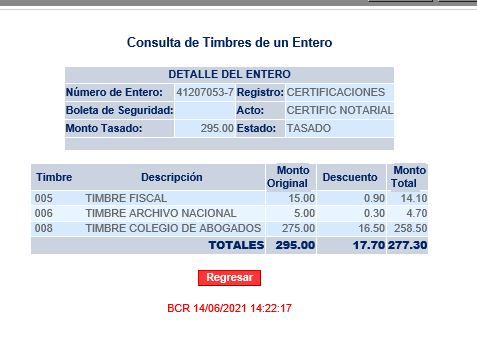 Consulta de Timbres de un Entero
DETALLE DEL ENTERO
Número de Entero: 41207053-7 Registro: CERTIFICACIONES
Boleta de Seguridad: Acto: CERTIFIC NOTARIAL
Monto Tasado: 295.00 Estado: TASADO
Timbre Descripción Monto Original Descuento Monto Total
005 TIMBRE FISCAL 15.00 0.90 14.10
006 TIMBRE ARCHIVO NACIONAL 5.00 0.30 4.70
008 TIMBRE COLEGIO DE ABOGADOS 275.00 16.50 258.50
TOTALES 295.00 17.70 277.30
Regresar
BCR 14/06/2021 14:22:17